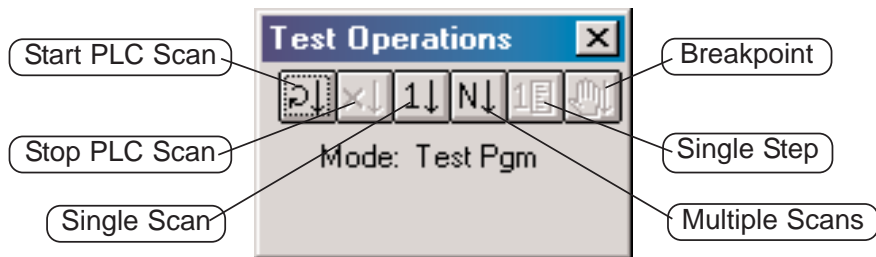 Test Operations
Start PLC Scan
Breakpoint
1
N
1
Stop PLC Scan
Mode: Test Pgm
Single Step
Single Scan
Multiple Scans